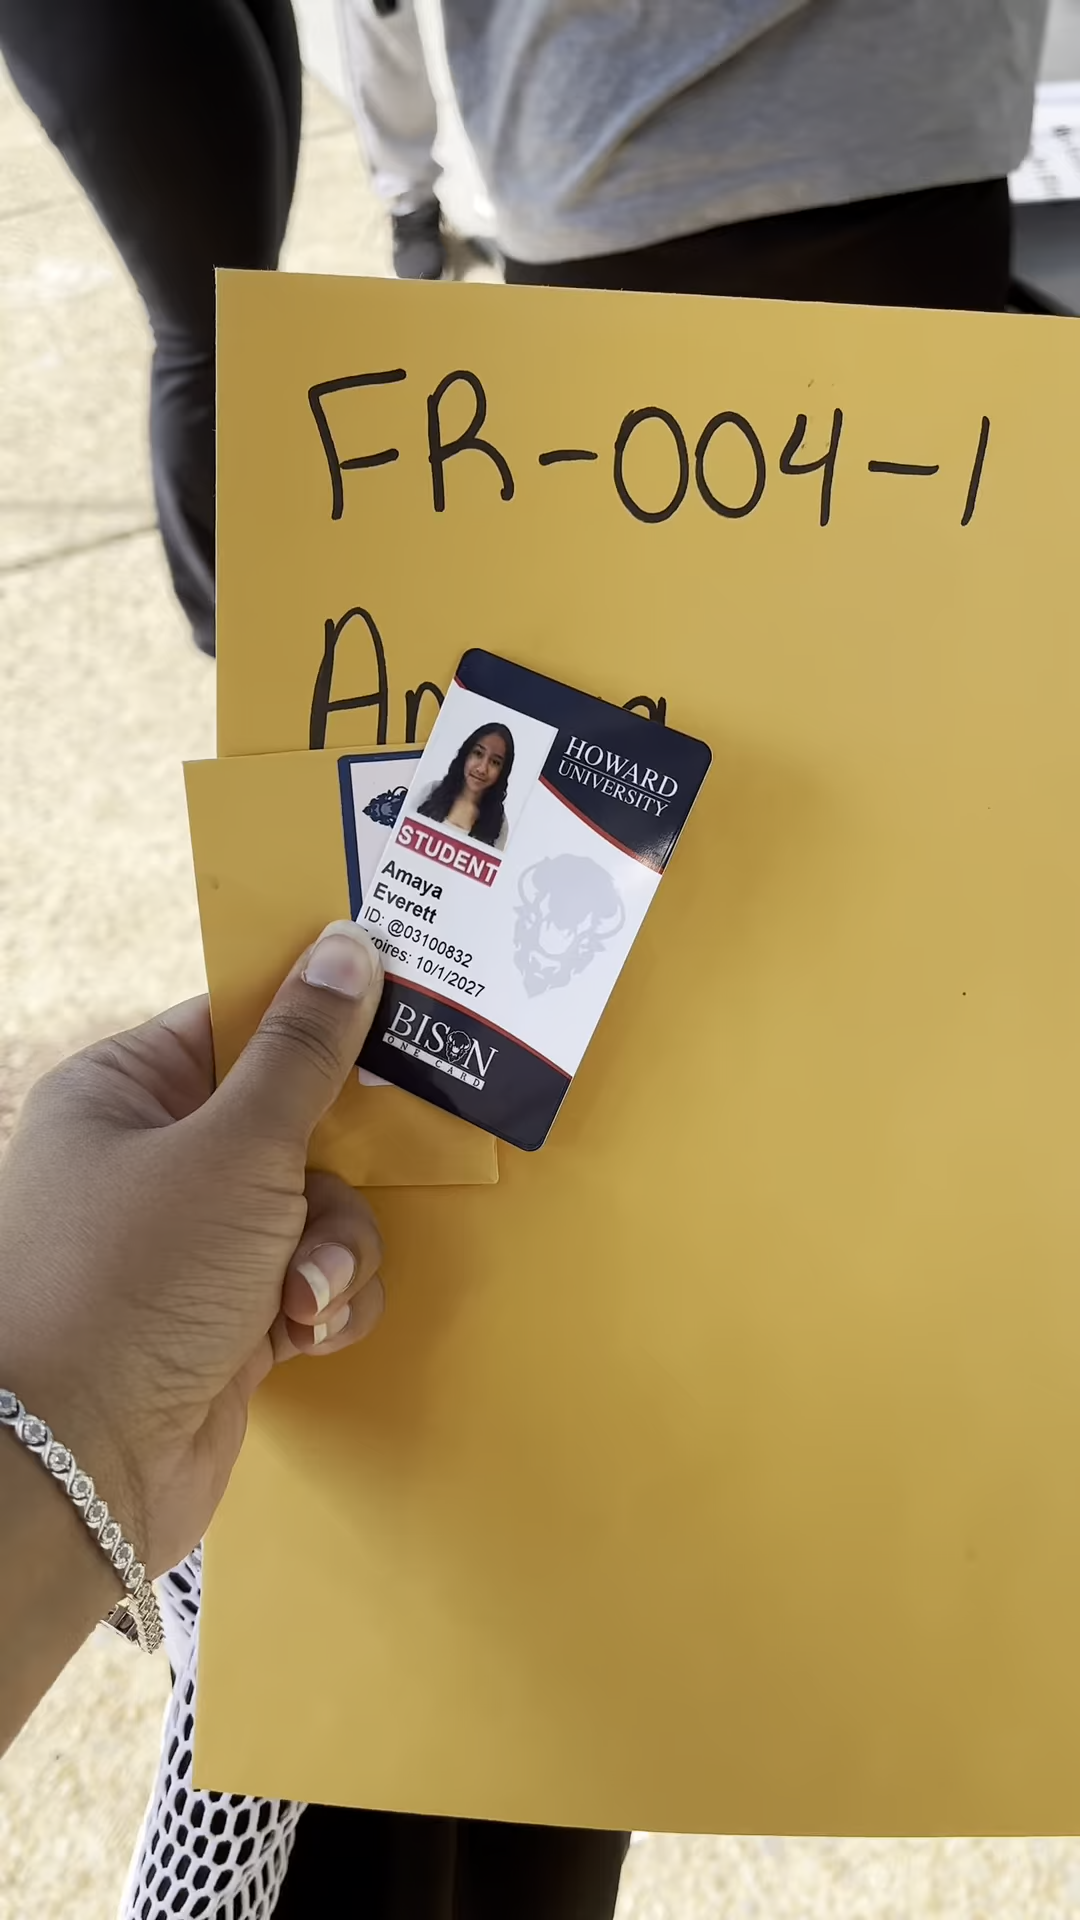 FR-004-1
HOWARD
UNIVERSITY
STUDENT
Amaya
Everett
ID: @03100832
Expires: 10/1/2027
BISON
ONE CARD